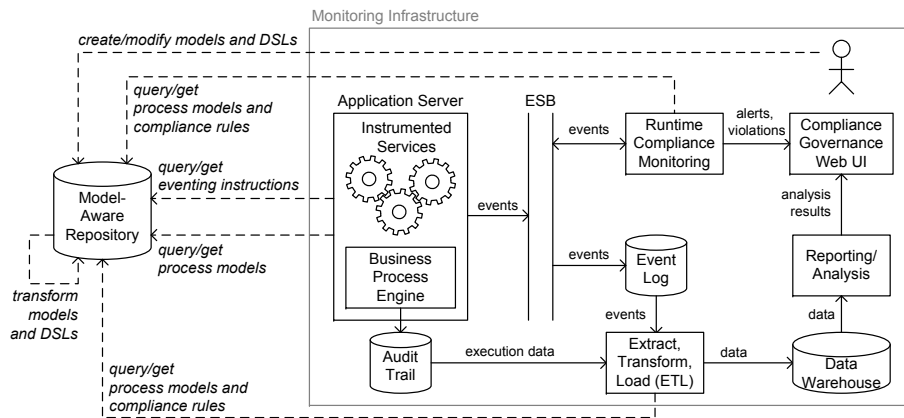 Monitoring Infrastructure
create/modify models and DSLs
query/get
process models and
compliance rules
Application Server
ESB
Instrumented
Services
events
Runtime
Compliance
Monitoring
alerts,
violations
Compliance
Governance
Web UI
query/get
eventing instructions
Model-
Aware
Repository
events
analysis
results
query/get
process models
Business
Process
Engine
events
Event
Log
Reporting/
Analysis
transform
models
and DSLs
events
data
Audit
Trail
execution data
Extract,
Transform,
Load (ETL)
data
Data
Warehouse
query/get
process models and
compliance rules